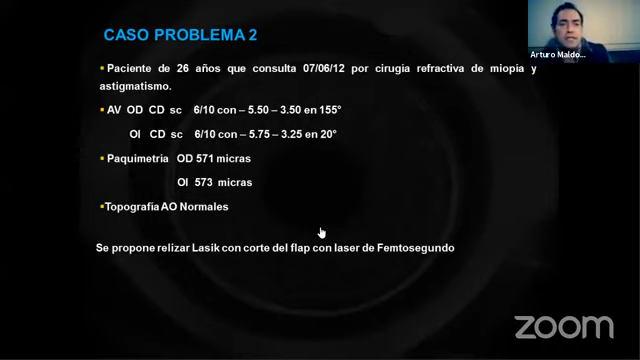 CASO PROBLEMA 2
Arturo Maldo...
▪ Paciente de 26 años que consulta 07/06/12 por cirugia refractiva de miopia y
astigmatismo.
▪ AV OD CD sc 6/10 con – 5.50 – 3.50 en 155°
OI CD sc 6/10 con – 5.75 – 3.25 en 20°
▪ Paquimetria OD 571 micras
OI 573 micras
▪Topografía AO Normales
Se propone relizar Lasik con corte del flap con laser de Femtosegundo
zoom